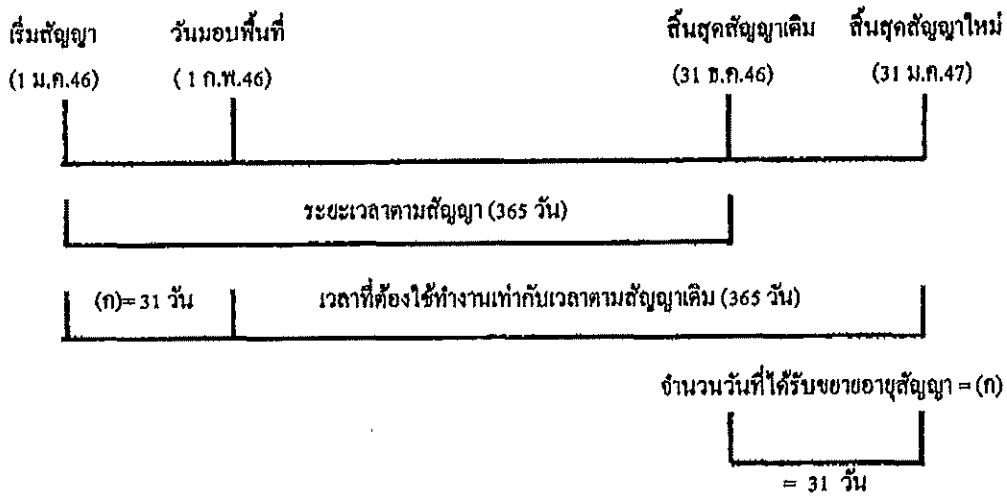 เริ่มสัญญา วันมอบพื้นที่ สิ้นสุดสัญญาเดิม สิ้นสุดสัญญาใหม่
(1 ม.ค.46) (1 ก.พ.46) (31 ธ.ค.46) (31 ม.ค.47)
ระยะเวลาตามสัญญา (365 วัน)
(ก)= 31 วัน เวลาที่ต้องใช้ทำงานเท่ากับเวลาตามสัญญาเดิม (365 วัน)
จำนวนวันที่ได้รับขยายอายุสัญญา = (ก)
= 31 วัน